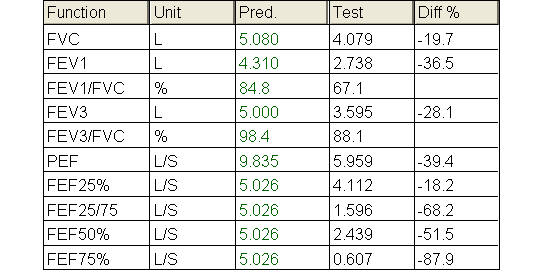 Function Unit Pred. Test Diff %
FVC L 5.080 4.079 -19.7
FEV1 L 4.310 2.738 -36.5
FEV1/FVC % 84.8 67.1
FEV3 L 5.000 3.595 -28.1
FEV3/FVC % 98.4 88.1
PEF L/S 9.835 5.959 -39.4
FEF25% L/S 5.026 4.112 -18.2
FEF25/75 L/S 5.026 1.596 -68.2
FEF50% L/S 5.026 2.439 -51.5
FEF75% L/S 5.026 0.607 -87.9